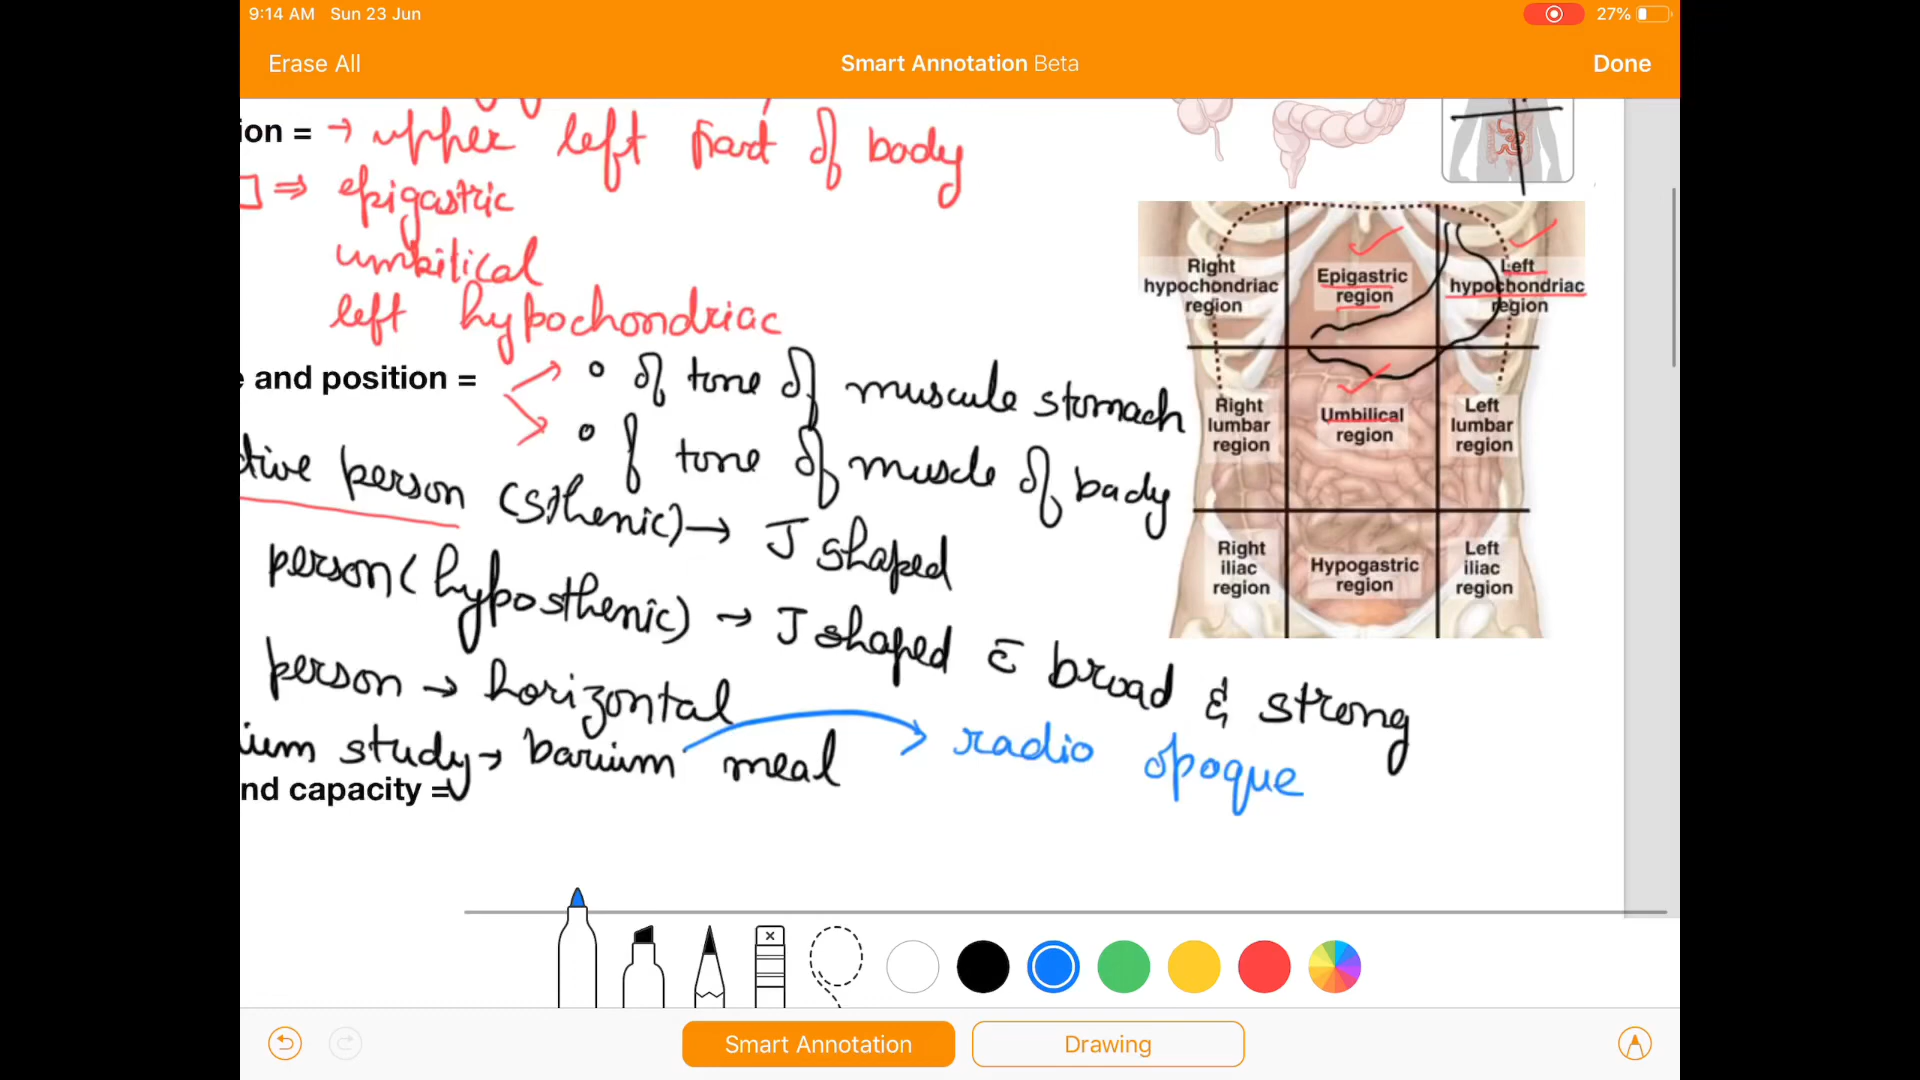 9:14 AM Sun 23 Jun
27%
Erase All
Smart Annotation Beta
Done
ion = → upper left part of body
⇒ epigastric
umbilical
left hypochondriac
e and position =
° of tone of muscule stomach
° of tone of muscle of body
tive person (sthenic) → J shaped
person (hyposthenic) → J shaped c̄ broad & strong
person → horizontal
ium study → barium meal → radio opaque
nd capacity =
Right hypochondriac region
Epigastric region
Left hypochondriac region
Right lumbar region
Umbilical region
Left lumbar region
Right iliac region
Hypogastric region
Left iliac region
Smart Annotation
Drawing